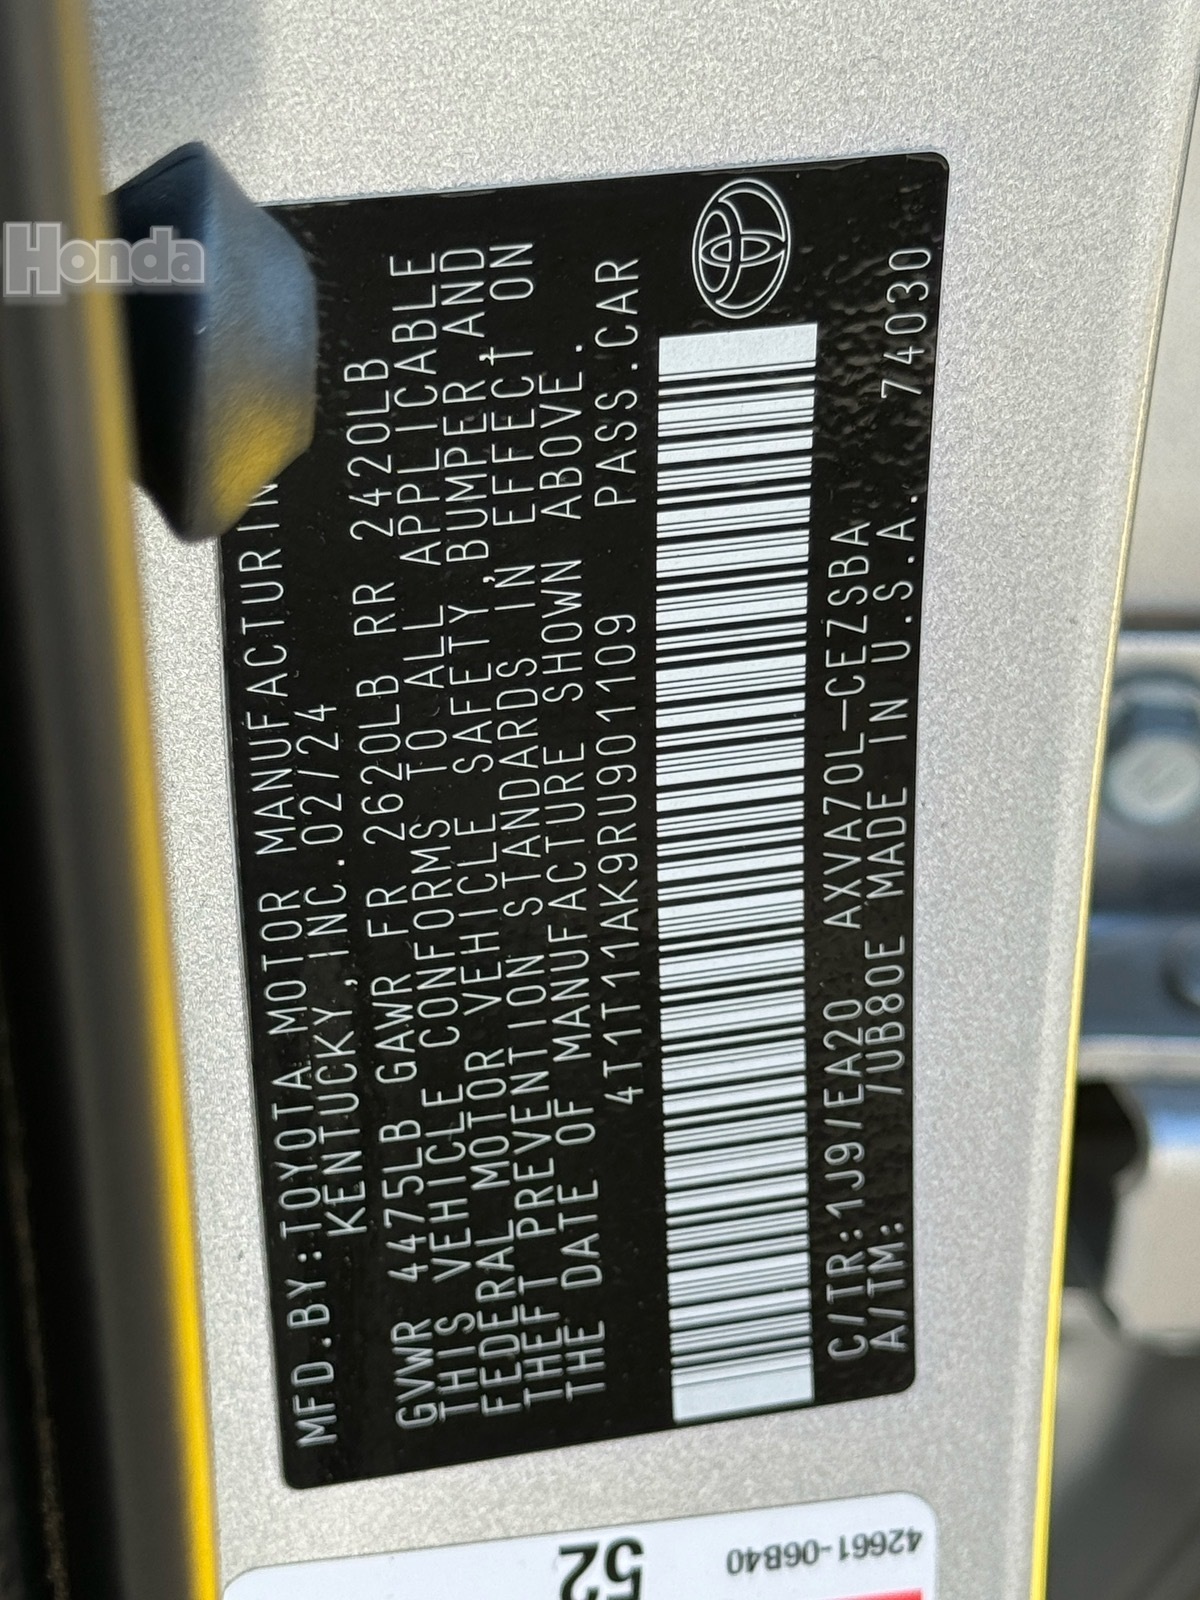 Honda
MFD.BY:TOYOTA MOTOR MANUFACTURIN
KENTUCKY,INC.02/24
GVWR 4475LB GAWR FR 2620LB RR 2420LB
THIS VEHICLE CONFORMS TO ALL APPLICABLE
FEDERAL MOTOR VEHICLE SAFETY,BUMPER,AND
THEFT PREVENTION STANDARDS IN EFFECT ON
THE DATE OF MANUFACTURE SHOWN ABOVE.
4T1T11AK9RU901109 PASS.CAR
C/TR:1J9/EA20 AXVA70L-CEZSBA
A/TM: /UB80E MADE IN U.S.A. 74030
42661-06B40
52